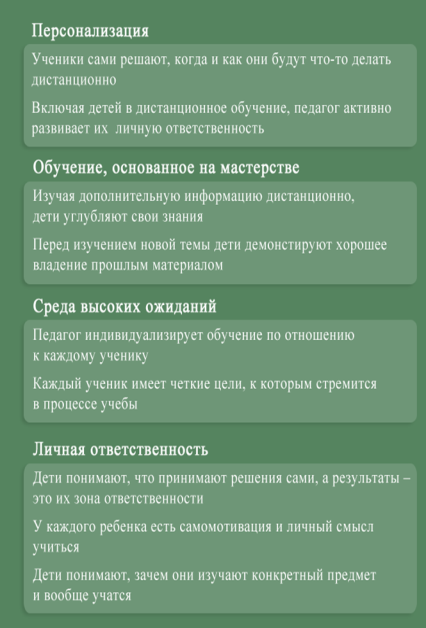 Персонализация
Ученики сами решают, когда и как они будут что-то делать
дистанционно
Включая детей в дистанционное обучение, педагог активно
развивает их личную ответственность
Обучение, основанное на мастерстве
Изучая дополнительную информацию дистанционно,
дети углубляют свои знания
Перед изучением новой темы дети демонстрируют хорошее
владение прошлым материалом
Среда высоких ожиданий
Педагог индивидуализирует обучение по отношению
к каждому ученику
Каждый ученик имеет четкие цели, к которым стремится
в процессе учебы
Личная ответственность
Дети понимают, что принимают решения сами, а результаты –
это их зона ответственности
У каждого ребенка есть самомотивация и личный смысл
учиться
Дети понимают, зачем они изучают конкретный предмет
и вообще учатся